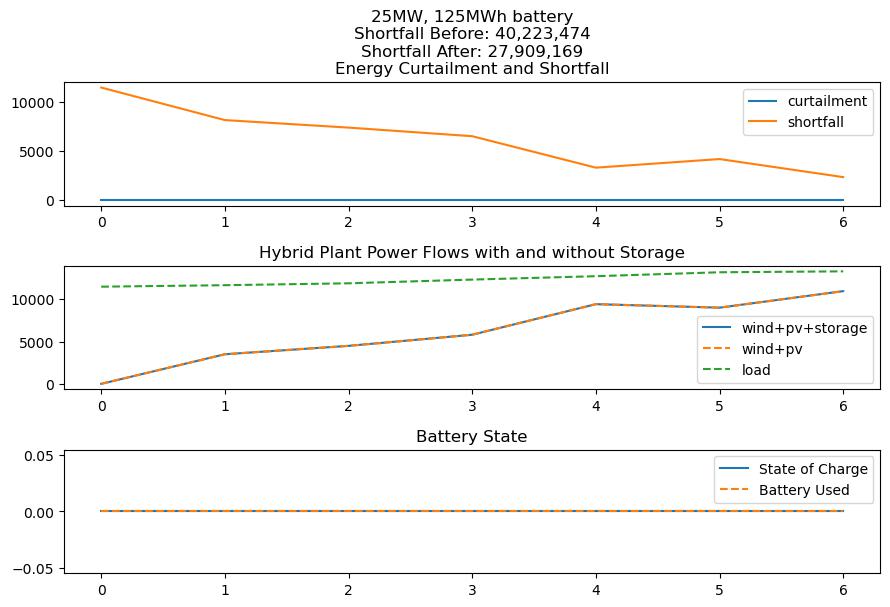 25MW, 125MWh battery
Shortfall Before: 40,223,474
Shortfall After: 27,909,169
Energy Curtailment and Shortfall
10000
5000
0
curtailment
shortfall
0 1 2 3 4 5 6
Hybrid Plant Power Flows with and without Storage
10000
5000
0
wind+pv+storage
wind+pv
load
0 1 2 3 4 5 6
Battery State
0.05
0.00
−0.05
State of Charge
Battery Used
0 1 2 3 4 5 6